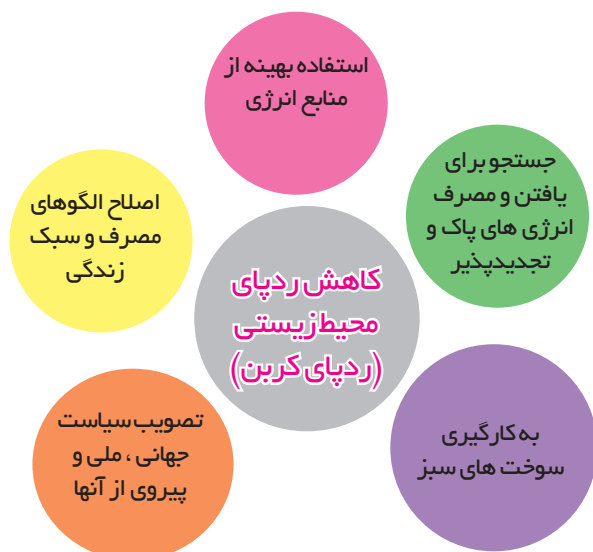 استفاده بهینه از
منابع انرژی
جستجو برای
یافتن و مصرف
انرژی های پاک و
تجدیدپذیر
اصلاح الگوهای
مصرف و سبک
زندگی
کاهش ردپای
محیط‌زیستی
(ردپای کربن)
به کارگیری
سوخت های سبز
تصویب سیاست
جهانی ، ملی و
پیروی از آنها